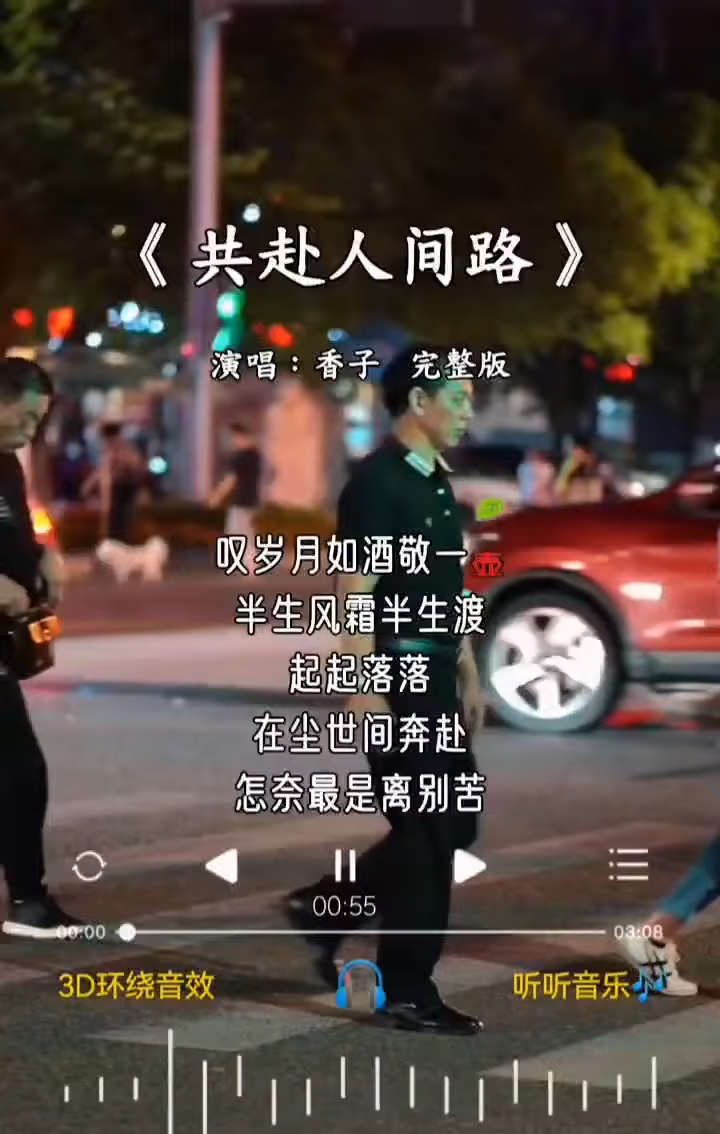 《共赴人间路》
演唱：香子 完整版
叹岁月如酒敬一壶
半生风霜半生渡
起起落落
在尘世间奔赴
怎奈最是离别苦
00:55
00:00 03:08
3D环绕音效 听听音乐